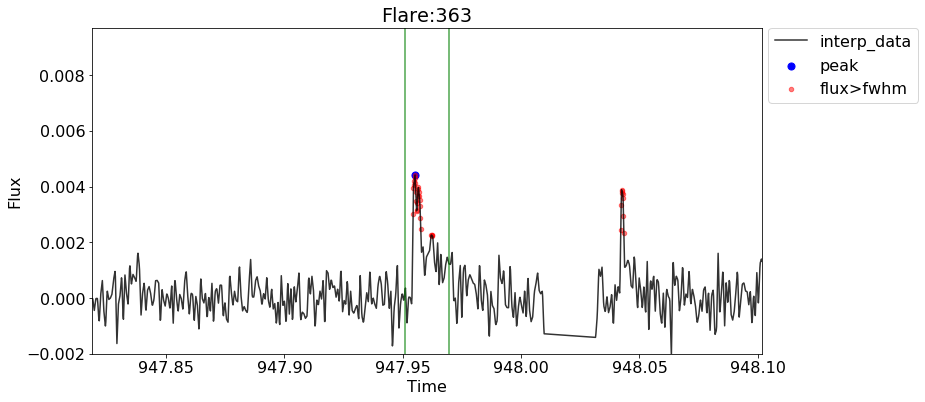 Flare:363
interp_data
peak
flux>fwhm
0.008
0.006
0.004
0.002
0.000
−0.002
Flux
947.85
947.90
947.95
948.00
948.05
948.10
Time